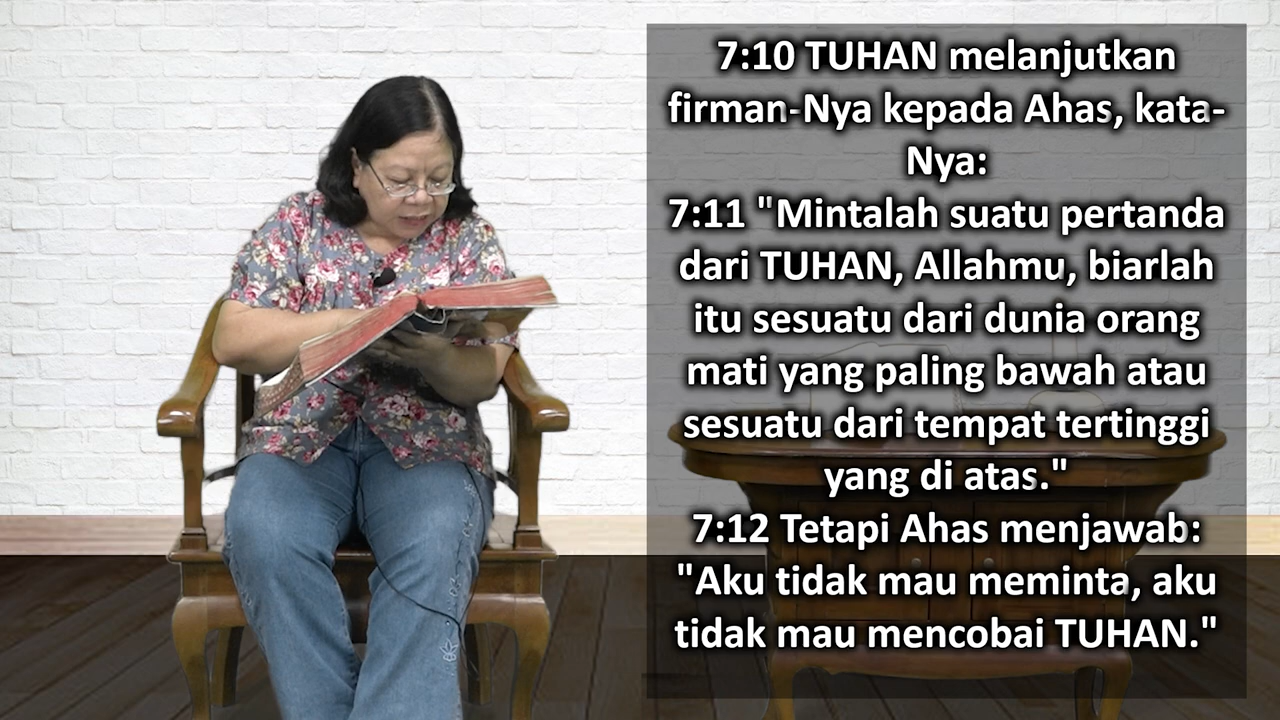 7:10 TUHAN melanjutkan
firman-Nya kepada Ahas, kata-
Nya:
7:11 "Mintalah suatu pertanda
dari TUHAN, Allahmu, biarlah
itu sesuatu dari dunia orang
mati yang paling bawah atau
sesuatu dari tempat tertinggi
yang di atas."
7:12 Tetapi Ahas menjawab:
"Aku tidak mau meminta, aku
tidak mau mencobai TUHAN."